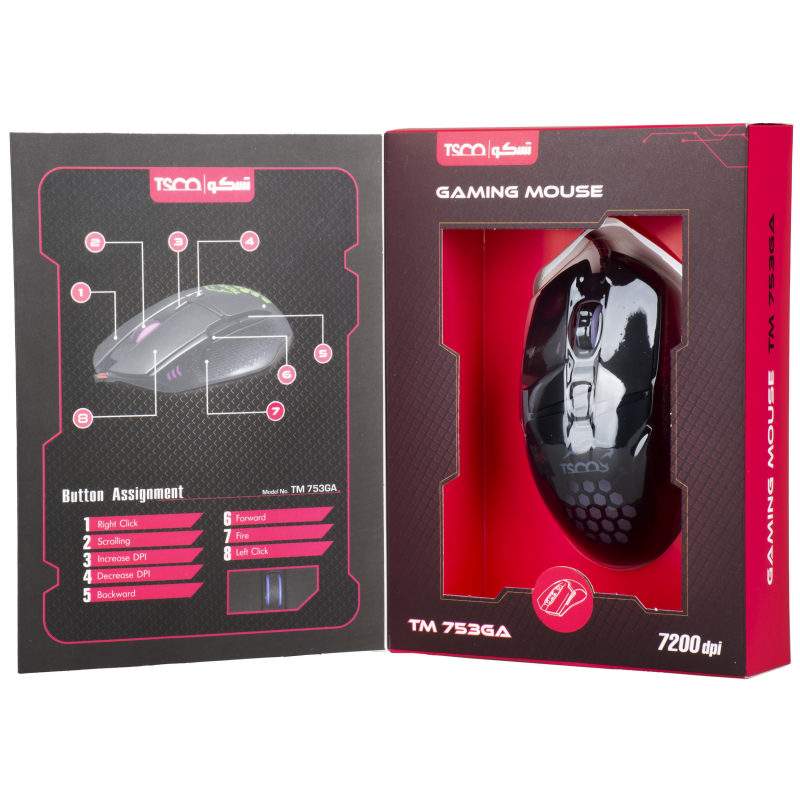 TSCO تسکو
2
3
4
1
5
6
8
7
Button Assignment
Model No. TM 753GA
1 Right Click
2 Scrolling
3 Increase DPI
4 Decrease DPI
5 Backward
6 Forward
7 Fire
8 Left Click
TSCO تسکو
GAMING MOUSE
TSCO
TM 753GA
7200 dpi
GAMING MOUSE TM 753GA